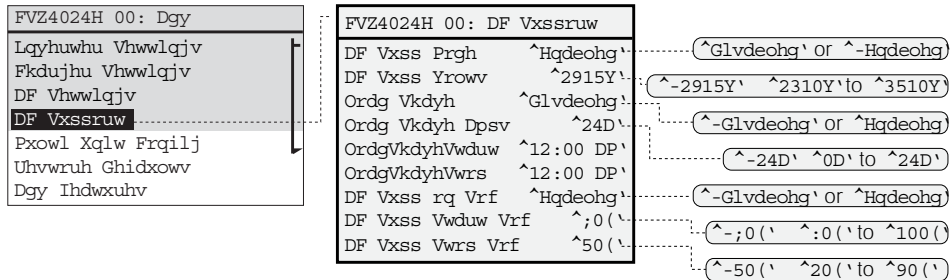 FVZ4024H 00: Dgy
Lqyhuwhu Vhwwlqjv
Fkdujhu Vhwwlqjv
DF Vhwwlqjv
DF Vxssruw
Pxowl Xqlw Frqilj
Uhvwruh Ghidxowv
Dgy Ihdwxuhv
FVZ4024H 00: DF Vxssruw
DF Vxss Prgh ^Hqdeohg‘
DF Vxss Yrowv ^2915Y‘
Ordg Vkdyh ^Glvdeohg‘
Ordg Vkdyh Dpsv ^24D‘
OrdgVkdyhVwduw ^12:00 DP‘
OrdgVkdyhVwrs ^12:00 DP‘
DF Vxss rq Vrf ^Hqdeohg‘
DF Vxss Vwduw Vrf ^;0(‘
DF Vxss Vwrs Vrf ^50(‘
^Glvdeohg‘ or ^-Hqdeohg‘
^-2915Y‘ ^2310Y‘ to ^3510Y‘
^-Glvdeohg‘ or ^Hqdeohg‘
^-24D‘ ^0D‘ to ^24D‘
^-Glvdeohg‘ or ^Hqdeohg‘
^-;0(‘ ^:0(‘ to ^100(‘
^-50(‘ ^20(‘ to ^90(‘